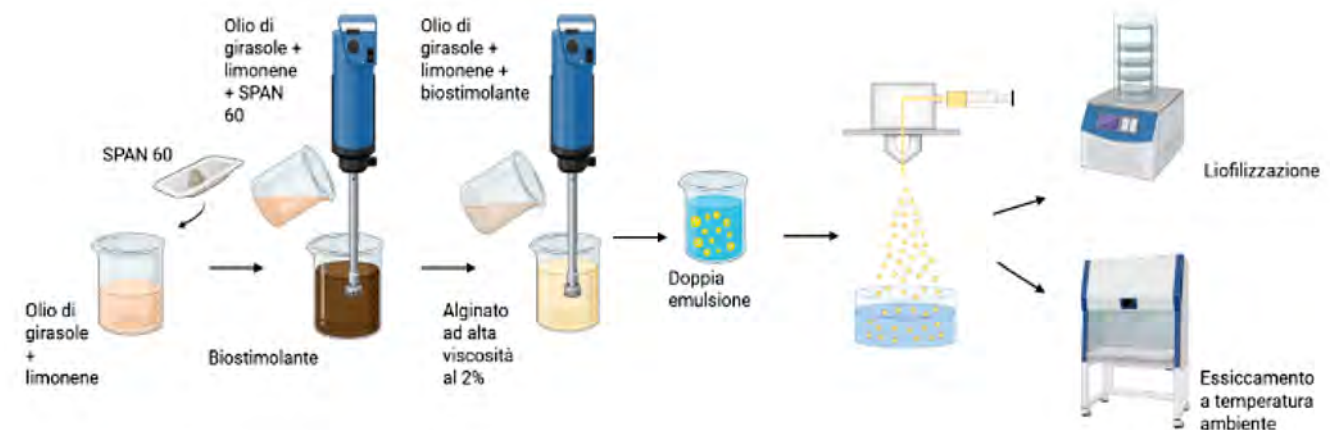 SPAN 60
Olio di
girasole
+
limonene
Olio di
girasole +
limonene
+ SPAN
60
Biostimolante
Olio di
girasole +
limonene +
biostimolante
Alginato
ad alta
viscosità
al 2%
Doppia
emulsione
Liofilizzazione
Essiccamento
a temperatura
ambiente